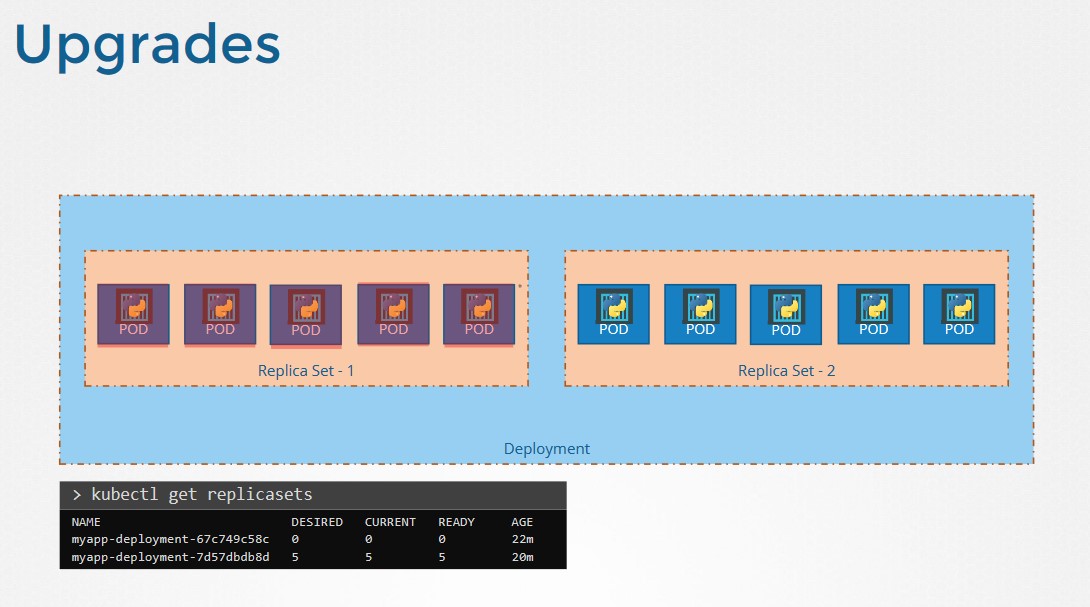 Upgrades
POD POD POD POD POD
Replica Set - 1
POD POD POD POD POD
Replica Set - 2
Deployment
> kubectl get replicasets
NAME DESIRED CURRENT READY AGE
myapp-deployment-67c749c58c 0 0 0 22m
myapp-deployment-7d57dbdb8d 5 5 5 20m